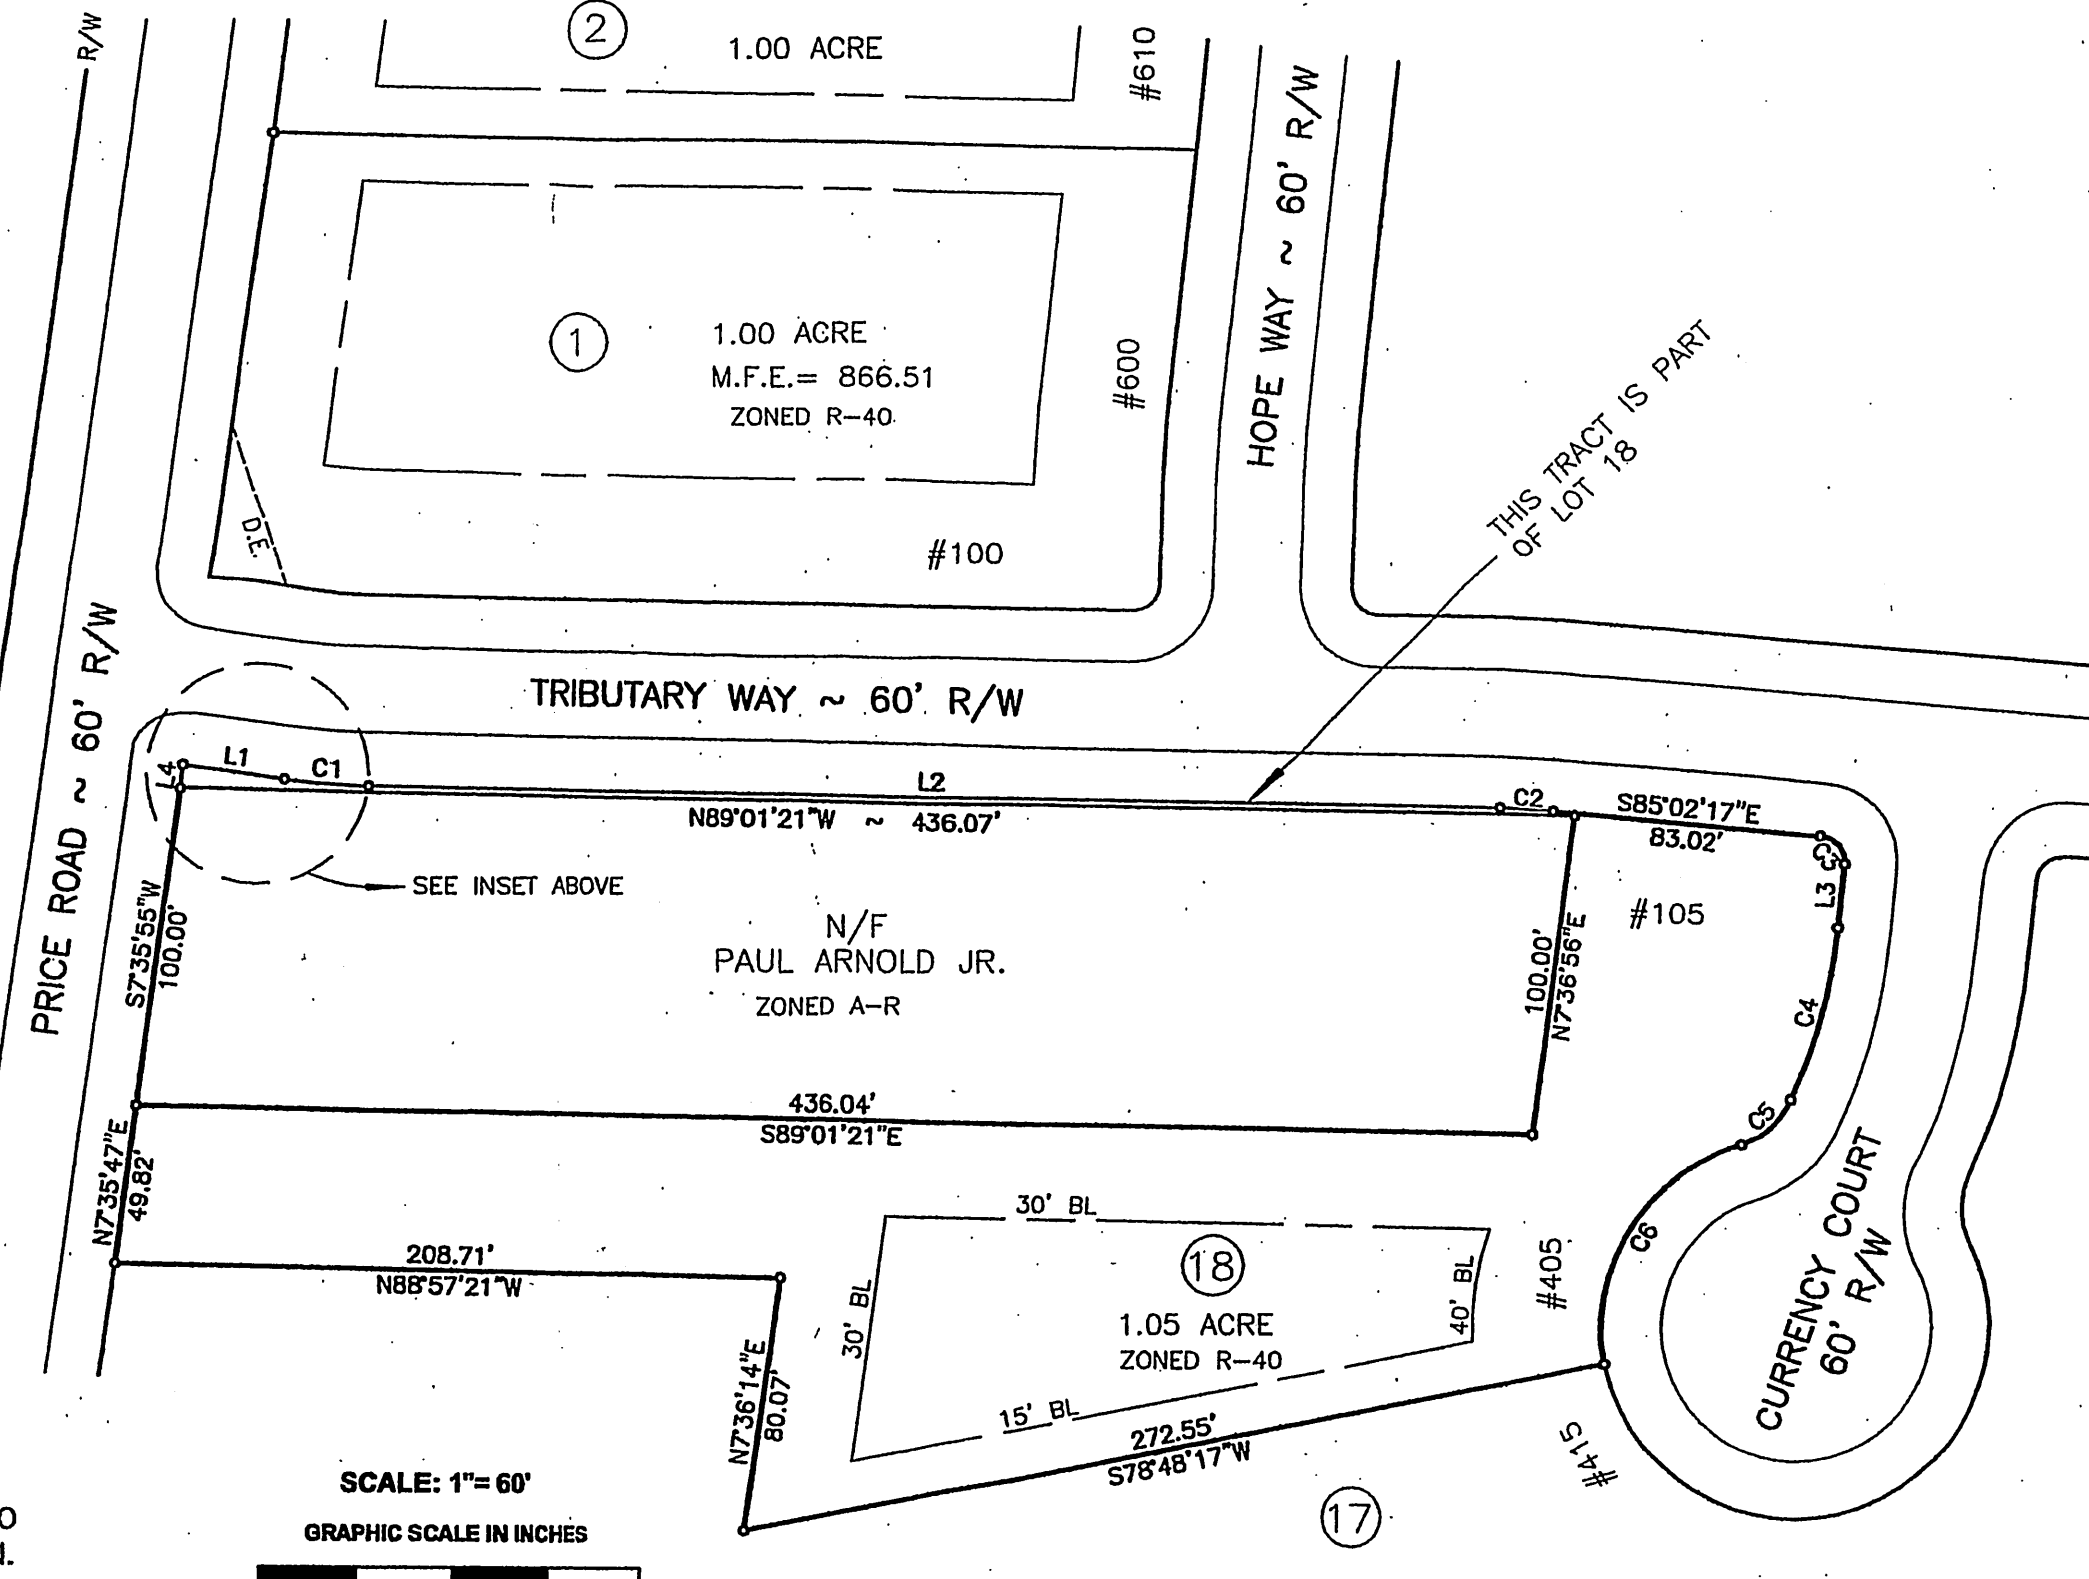 R/W
2
1.00 ACRE
#610
HOPE WAY ~ 60' R/W
1
1.00 ACRE
M.F.E.= 866.51
ZONED R-40
#600
D.E.
#100
THIS TRACT IS PART
OF LOT 18
PRICE ROAD ~ 60' R/W
TRIBUTARY WAY ~ 60' R/W
L4
L1
C1
L2
C2
N89°01'21"W ~ 436.07'
S85°02'17"E
83.02'
C3
L3
SEE INSET ABOVE
S7°35'55"W
100.00'
N/F
PAUL ARNOLD JR.
ZONED A-R
100.00'
N7°36'56"E
#105
C4
C5
436.04'
S89°01'21"E
N7°35'47"E
49.82'
208.71'
N88°57'21"W
30' BL
30' BL
18
1.05 ACRE
ZONED R-40
40' BL
#405
C6
CURRENCY COURT
60' R/W
N7°36'14"E
80.07'
15' BL
272.55'
S78°48'17"W
#415
17
SCALE: 1"= 60'
GRAPHIC SCALE IN INCHES